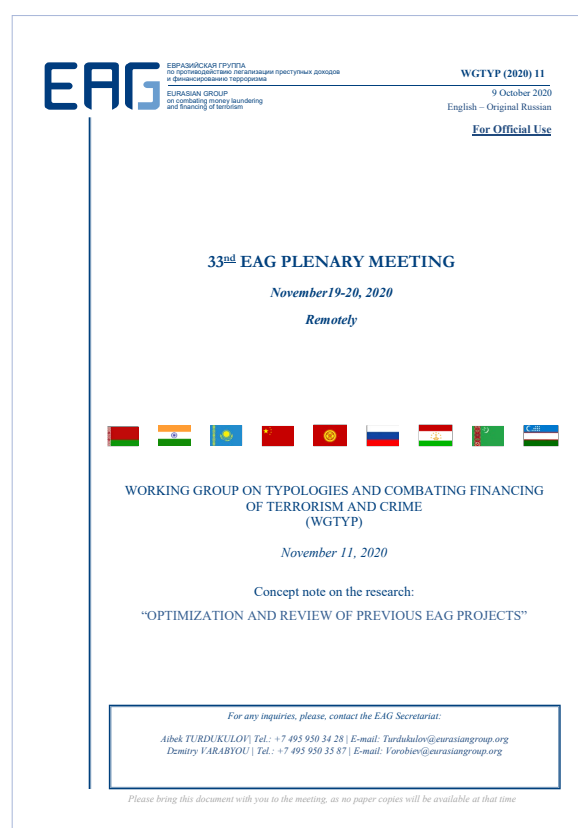 EAG
ЕВРАЗИЙСКАЯ ГРУППА
по противодействию легализации преступных доходов
и финансированию терроризма
EURASIAN GROUP
on combating money laundering
and financing of terrorism
WGTYP (2020) 11
9 October 2020
English – Original Russian
For Official Use
33nd EAG PLENARY MEETING
November19-20, 2020
Remotely
WORKING GROUP ON TYPOLOGIES AND COMBATING FINANCING
OF TERRORISM AND CRIME
(WGTYP)
November 11, 2020
Concept note on the research:
“OPTIMIZATION AND REVIEW OF PREVIOUS EAG PROJECTS”
For any inquiries, please, contact the EAG Secretariat:
Aibek TURDUKULOV| Tel.: +7 495 950 34 28 | E-mail: Turdukulov@eurasiangroup.org
Dzmitry VARABYOU | Tel.: +7 495 950 35 87 | E-mail: Vorobiev@eurasiangroup.org
Please bring this document with you to the meeting, as no paper copies will be available at that time